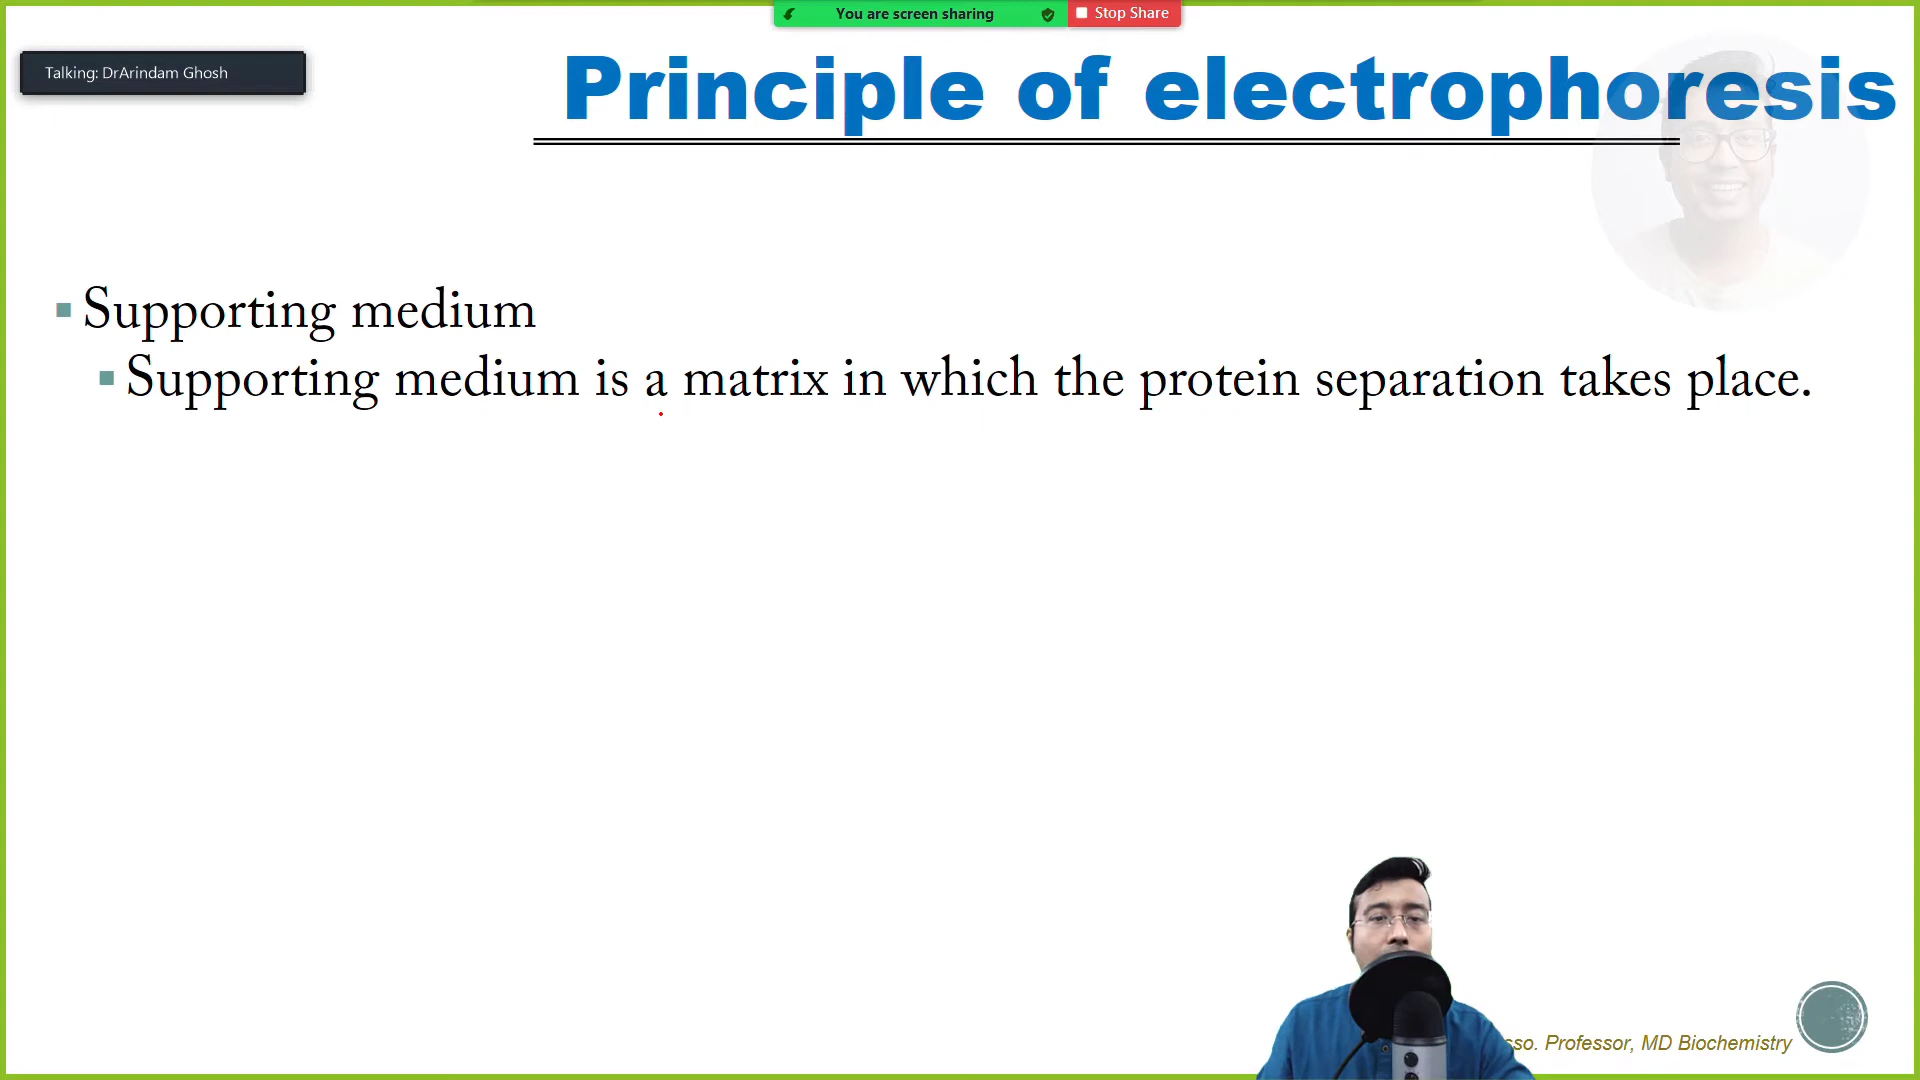 You are screen sharing
Stop Share
Talking: DrArindam Ghosh
Principle of electrophoresis
Supporting medium
Supporting medium is a matrix in which the protein separation takes place.
Professor, MD Biochemistry